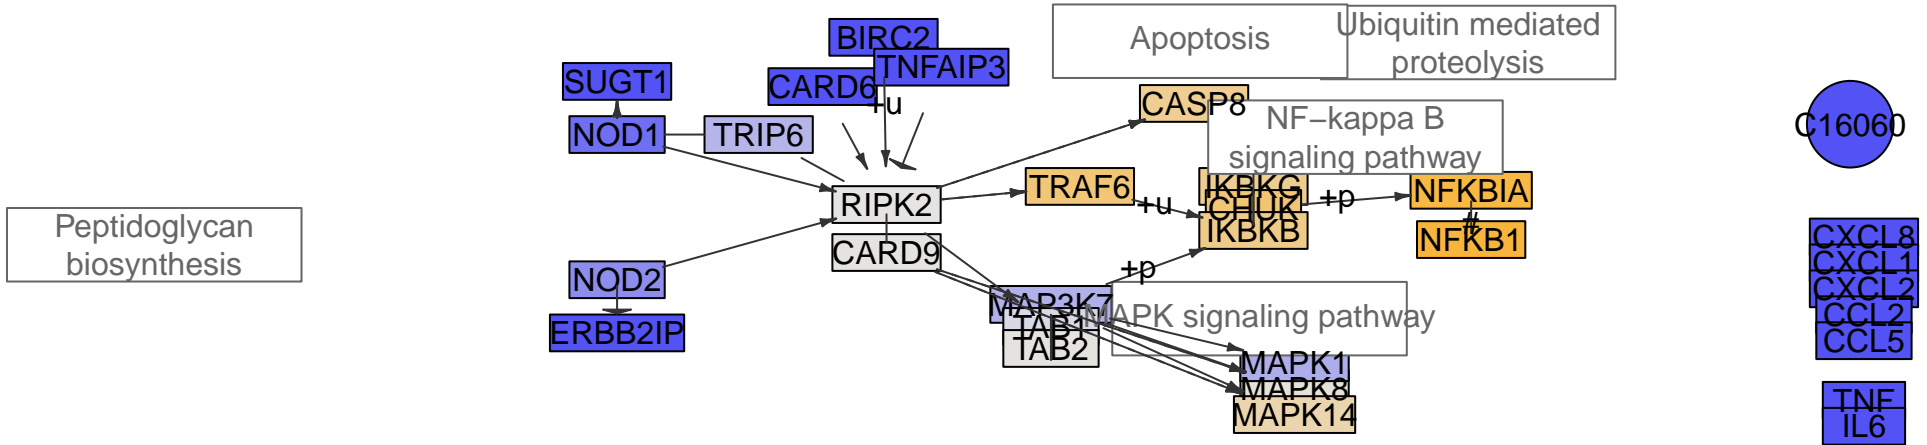 Peptidoglycan
biosynthesis
SUGT1
NOD1
TRIP6
NOD2
ERBB2IP
BIRC2
TNFAIP3
CARD6
+u
RIPK2
CARD9
Apoptosis
Ubiquitin mediated
proteolysis
CASP8
NF−kappa B
signaling pathway
TRAF6
+u
IKBKG
CHUK
IKBKB
+p
NFKBIA
#
NFKB1
+p
MAP3K7
TAB1
TAB2
MAPK signaling pathway
MAPK1
MAPK8
MAPK14
C16060
CXCL8
CXCL1
CXCL2
CCL2
CCL5
TNF
IL6